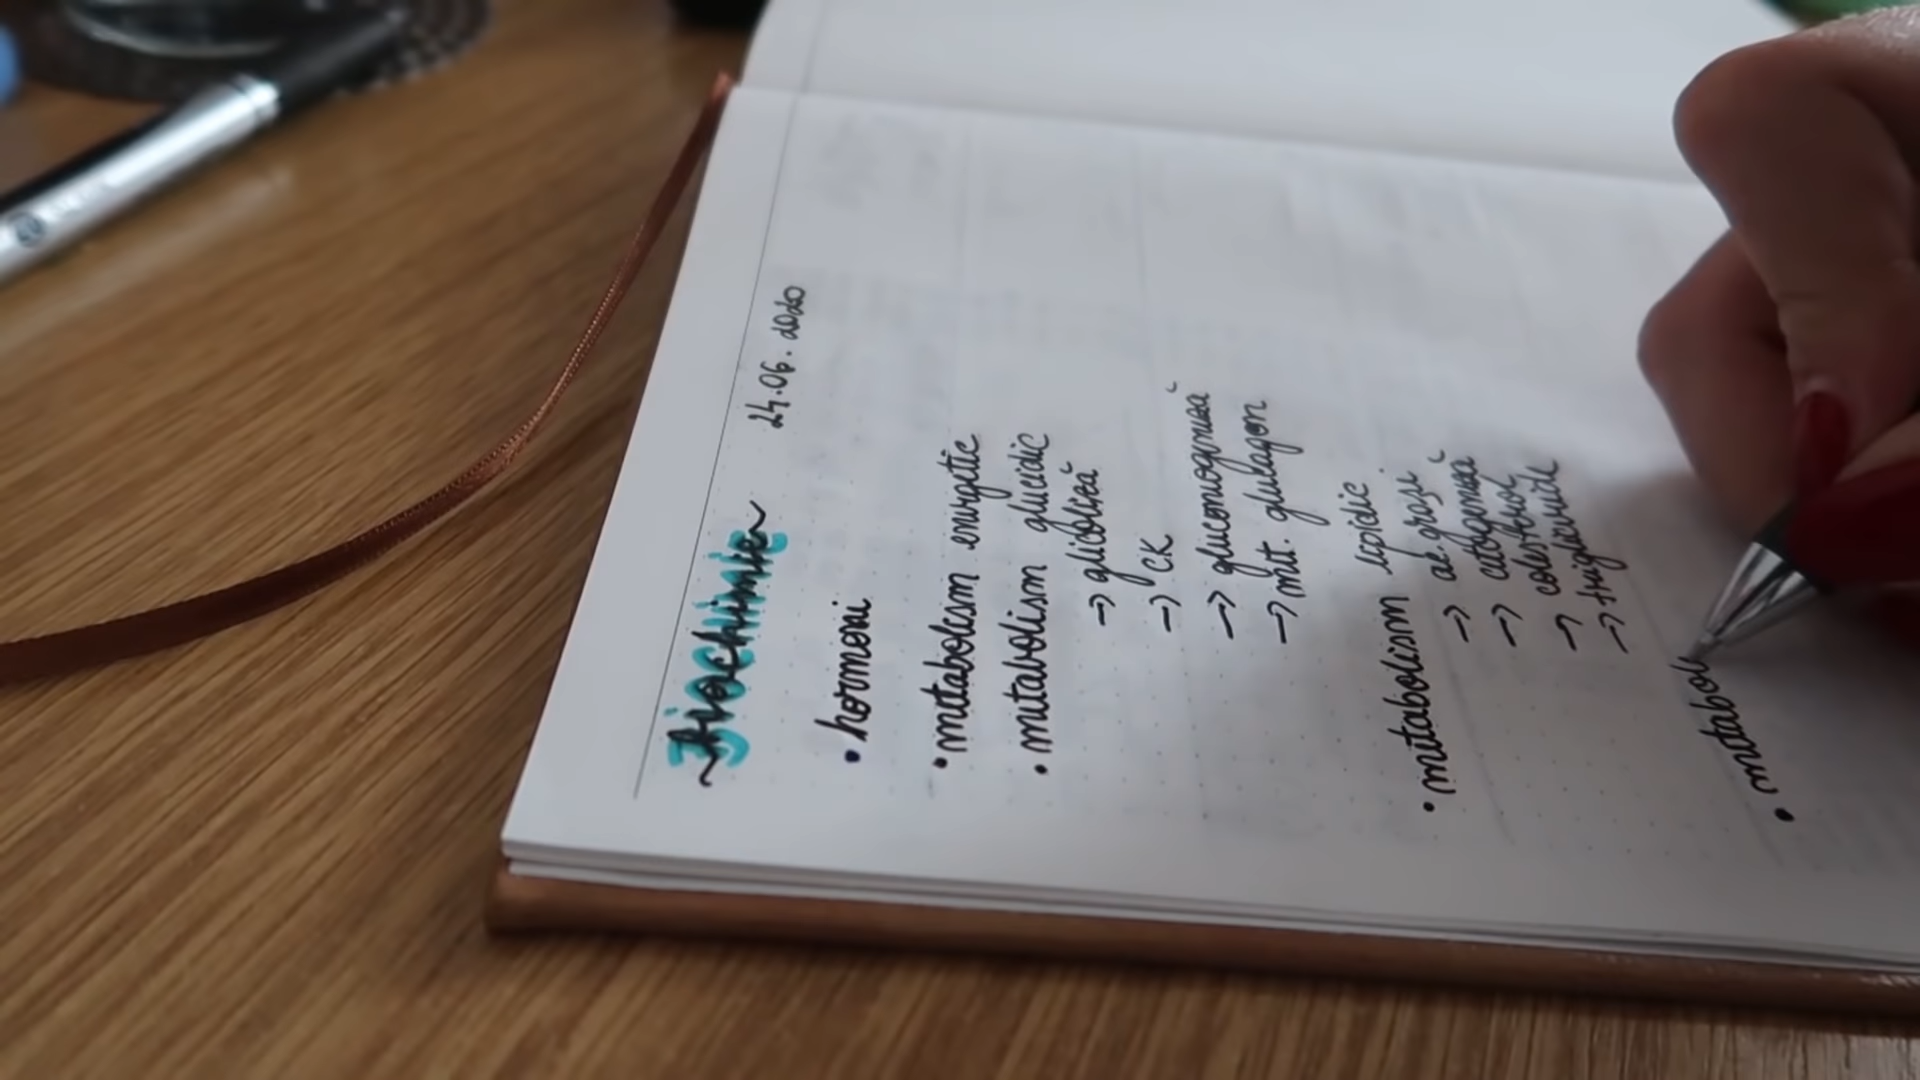 ~Biochimie~
24.06.2020
• hormoni
• metabolism energetic
• metabolism glucidic
→ glicoliză
→ CK
→ gluconeogeneză
→ met. glucagon
• metabolism lipidic
→ ac. grași
→ cetogeneză
→ colesterol
→ trigliceride
• metabol